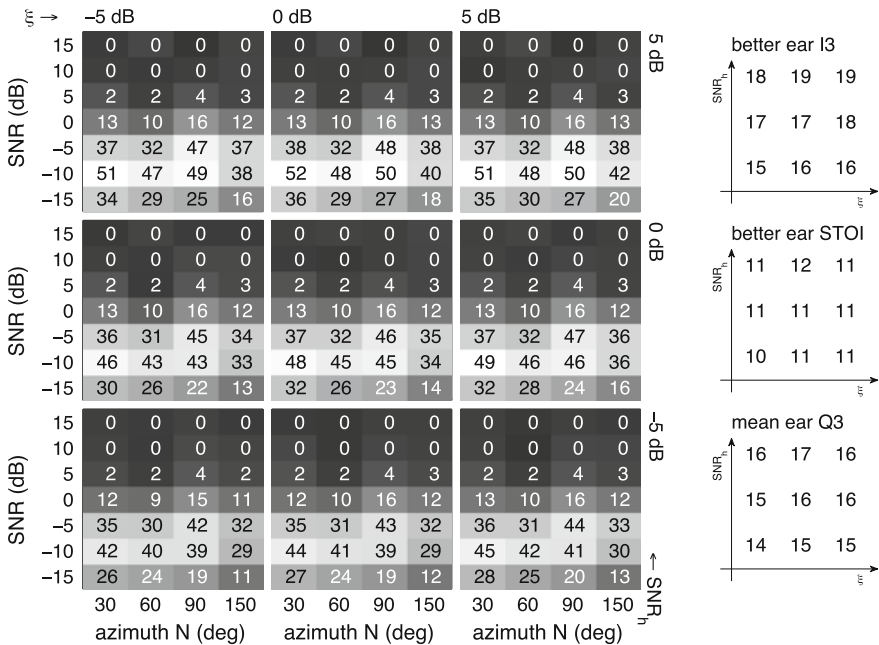 ξ → −5 dB 0 dB 5 dB
15 0 0 0 0 0 0 0 0 0 0 0 0
10 0 0 0 0 0 0 0 0 0 0 0 0
5 2 2 4 3 2 2 4 3 2 2 4 3
0 13 10 16 12 13 10 16 13 13 10 16 13
−5 37 32 47 37 38 32 48 38 37 32 48 38
−10 51 47 49 38 52 48 50 40 51 48 50 42
−15 34 29 25 16 36 29 27 18 35 30 27 20
SNR (dB)
5 dB
15 0 0 0 0 0 0 0 0 0 0 0 0
10 0 0 0 0 0 0 0 0 0 0 0 0
5 2 2 4 3 2 2 4 3 2 2 4 3
0 13 10 16 12 13 10 16 12 13 10 16 12
−5 36 31 45 34 37 32 46 35 37 32 47 36
−10 46 43 43 33 48 45 45 34 49 46 46 36
−15 30 26 22 13 32 26 23 14 32 28 24 16
SNR (dB)
0 dB
15 0 0 0 0 0 0 0 0 0 0 0 0
10 0 0 0 0 0 0 0 0 0 0 0 0
5 2 2 4 2 2 2 4 3 2 2 4 3
0 12 9 15 11 12 10 16 12 13 10 16 12
−5 35 30 42 32 35 31 43 32 36 31 44 33
−10 42 40 39 29 44 41 39 29 45 42 41 30
−15 26 24 19 11 27 24 19 12 28 25 20 13
SNR (dB)
−5 dB
← SNRh
30 60 90 150 30 60 90 150 30 60 90 150
azimuth N (deg) azimuth N (deg) azimuth N (deg)
better ear I3
SNRh
18 19 19
17 17 18
15 16 16
ξ
better ear STOI
SNRh
11 12 11
11 11 11
10 11 11
ξ
mean ear Q3
SNRh
16 17 16
15 16 16
14 15 15
ξ